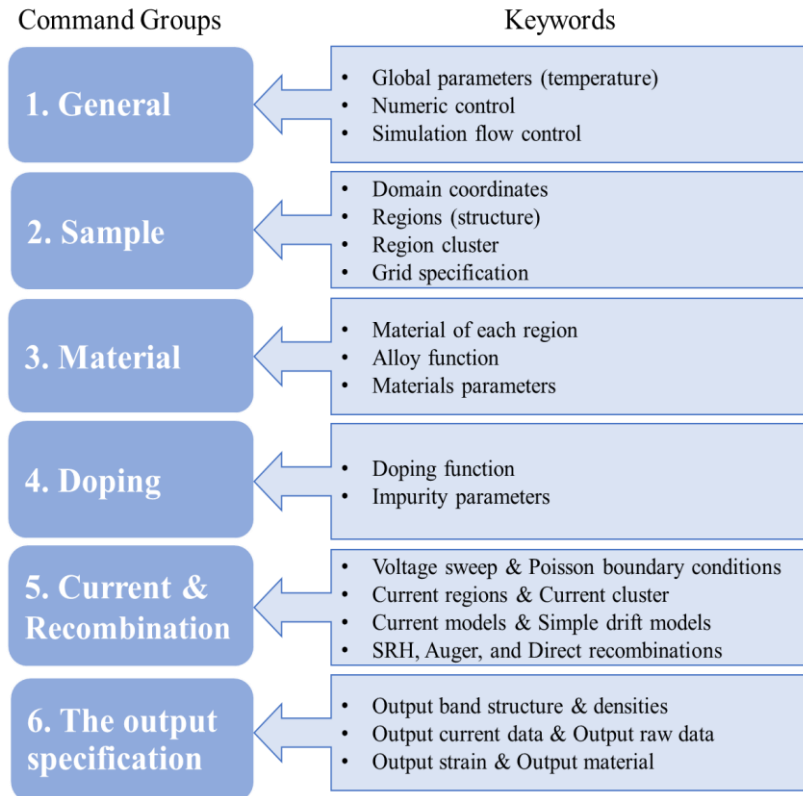 Command Groups
Keywords
1. General
• Global parameters (temperature)
• Numeric control
• Simulation flow control
2. Sample
• Domain coordinates
• Regions (structure)
• Region cluster
• Grid specification
3. Material
• Material of each region
• Alloy function
• Materials parameters
4. Doping
• Doping function
• Impurity parameters
5. Current &
Recombination
• Voltage sweep & Poisson boundary conditions
• Current regions & Current cluster
• Current models & Simple drift models
• SRH, Auger, and Direct recombinations
6. The output
specification
• Output band structure & densities
• Output current data & Output raw data
• Output strain & Output material